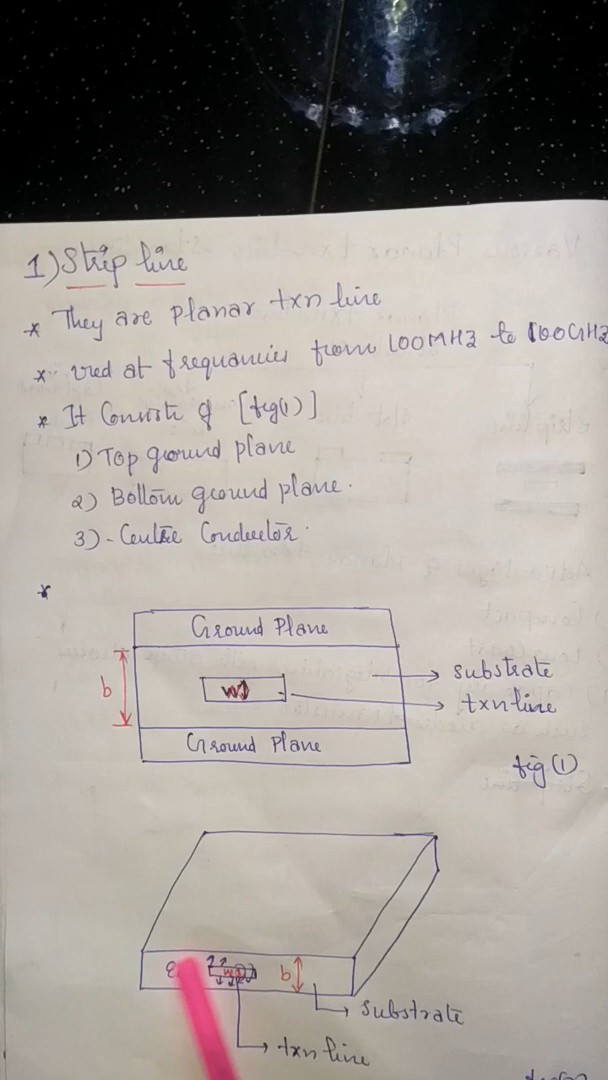 1) Strip line
* They are planar txn line
* used at frequancies from 100MHz to 100GHz
* It Consists of [fig(1)]
1) Top ground plane
2) Bottom ground plane.
3) - Centre Conductor.
*
Ground Plane
b
W
substrate
txn line
Ground Plane
fig (1)
b
substrate
txn line